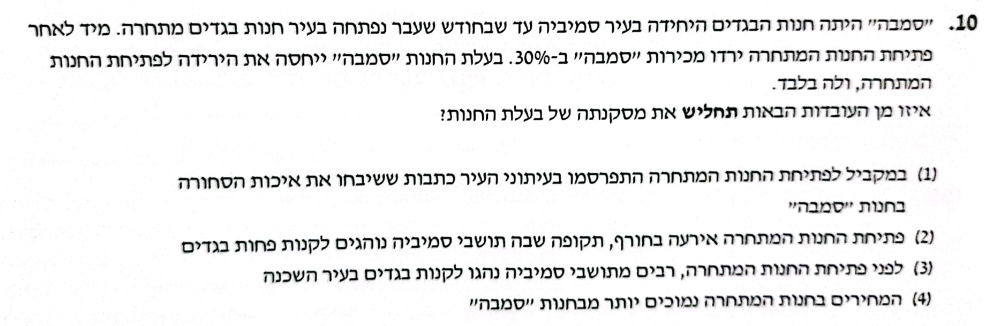 10. "סמבה" היתה חנות הבגדים היחידה בעיר סמיביה עד שבחודש שעבר נפתחה בעיר חנות בגדים מתחרה. מיד לאחר
פתיחת החנות המתחרה ירדו מכירות "סמבה" ב-30%. בעלת החנות "סמבה" ייחסה את הירידה לפתיחת החנות
המתחרה, ולה בלבד.
איזו מן העובדות הבאות תחליש את מסקנתה של בעלת החנות?
(1) במקביל לפתיחת החנות המתחרה התפרסמו בעיתוני העיר כתבות ששיבחו את איכות הסחורה
בחנות "סמבה"
(2) פתיחת החנות המתחרה אירעה בחורף, תקופה שבה תושבי סמיביה נוהגים לקנות פחות בגדים
(3) לפני פתיחת החנות המתחרה, רבים מתושבי סמיביה נהגו לקנות בגדים בעיר השכנה
(4) המחירים בחנות המתחרה נמוכים יותר מבחנות "סמבה"